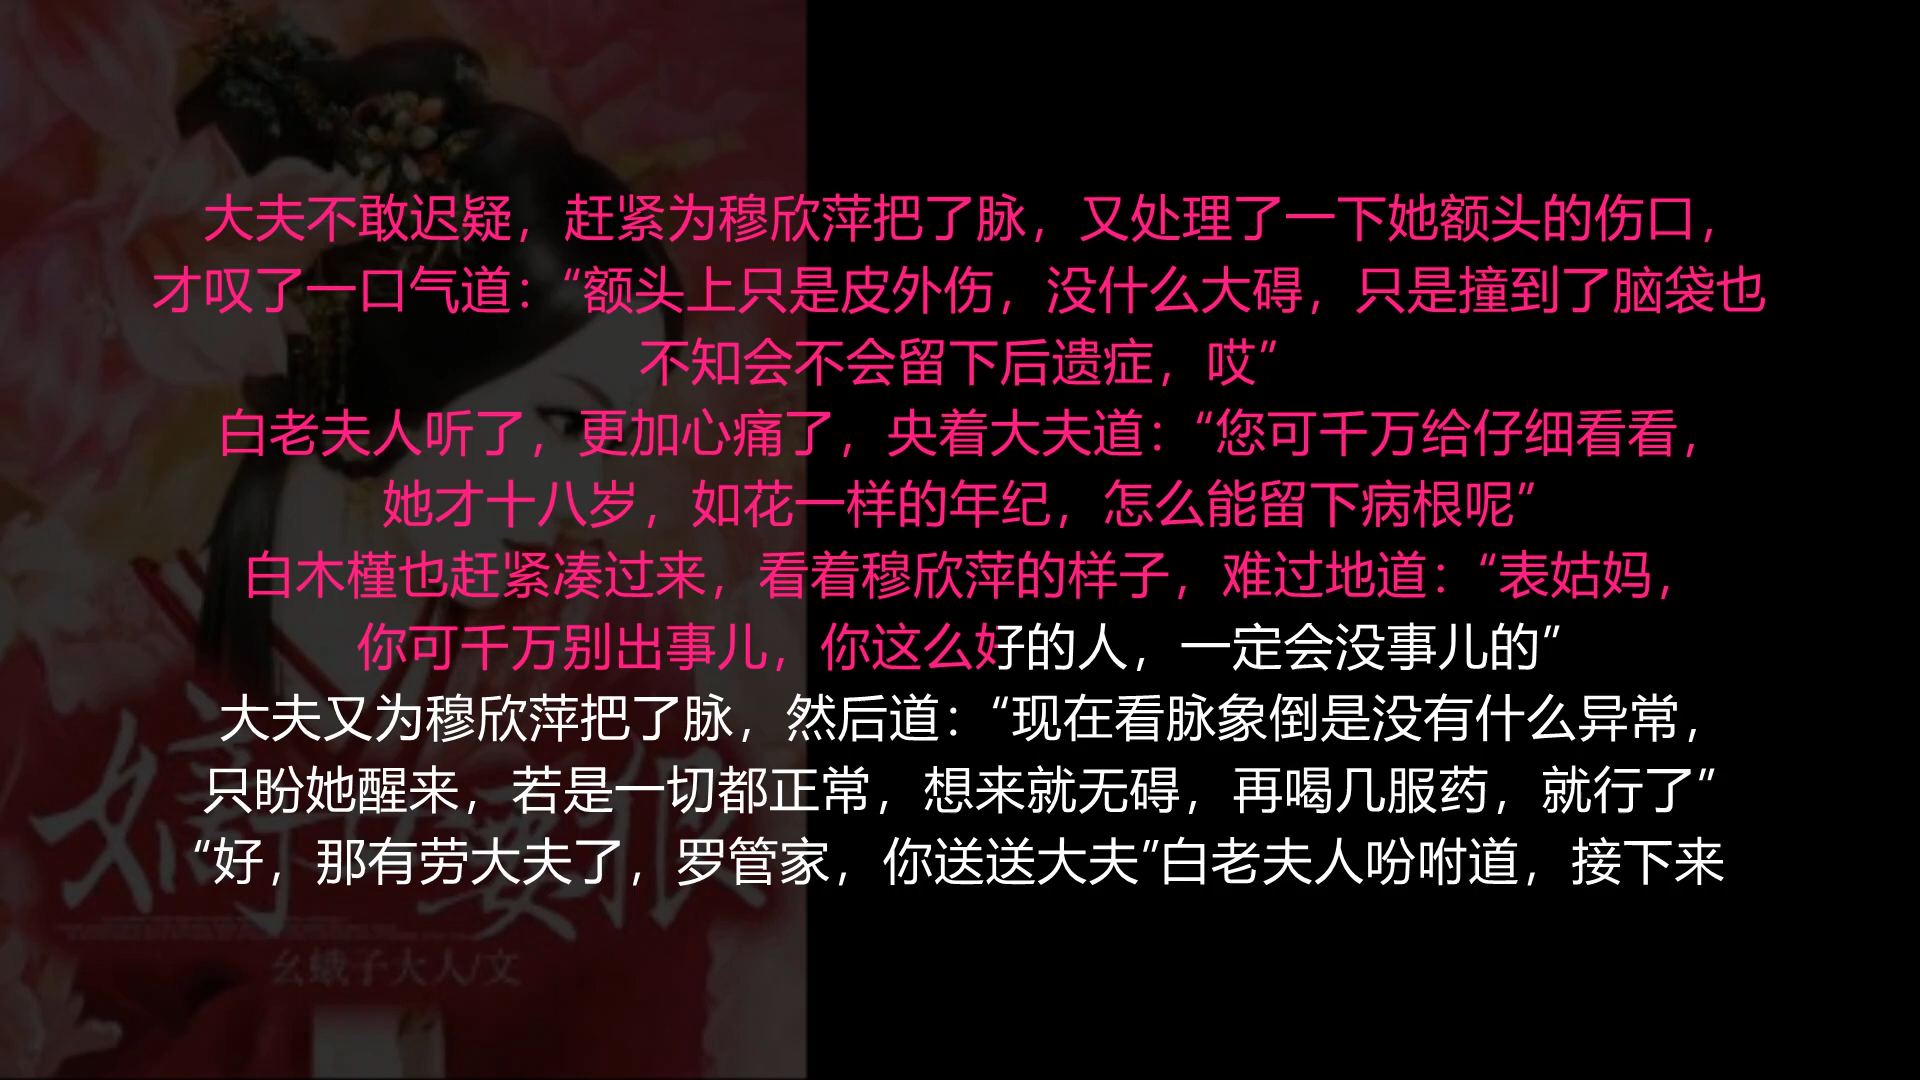 大夫不敢迟疑，赶紧为穆欣萍把了脉，又处理了一下她额头的伤口，
才叹了一口气道：“额头上只是皮外伤，没什么大碍，只是撞到了脑袋也
不知会不会留下后遗症，哎”
白老夫人听了，更加心痛了，央着大夫道：“您可千万给仔细看看，
她才十八岁，如花一样的年纪，怎么能留下病根呢”
白木槿也赶紧凑过来，看着穆欣萍的样子，难过地道：“表姑妈，
你可千万别出事儿，你这么好的人，一定会没事儿的”
大夫又为穆欣萍把了脉，然后道：“现在看脉象倒是没有什么异常，
只盼她醒来，若是一切都正常，想来就无碍，再喝几服药，就行了”
“好，那有劳大夫了，罗管家，你送送大夫”白老夫人吩咐道，接下来
幺蛾子大人/文